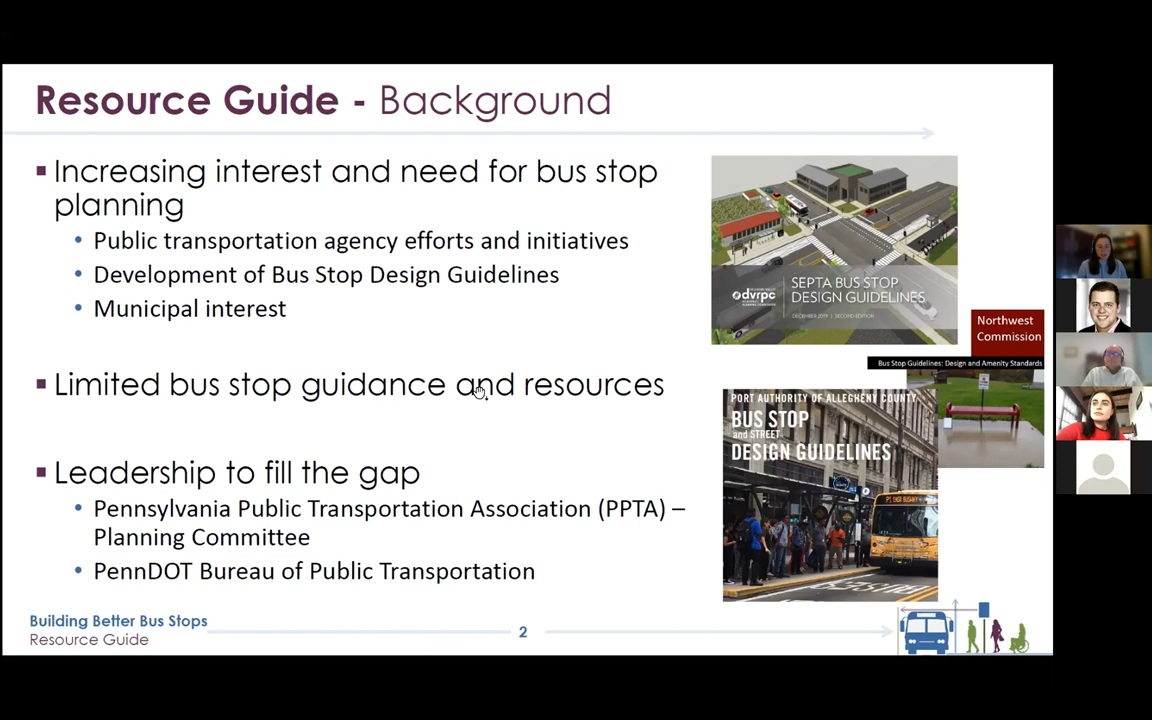 Resource Guide - Background
▪ Increasing interest and need for bus stop
planning
• Public transportation agency efforts and initiatives
• Development of Bus Stop Design Guidelines
• Municipal interest
▪ Limited bus stop guidance and resources
▪ Leadership to fill the gap
• Pennsylvania Public Transportation Association (PPTA) –
Planning Committee
• PennDOT Bureau of Public Transportation
dvrpc
SEPTA BUS STOP
DESIGN GUIDELINES
DECEMBER 2019 | SECOND EDITION
Northwest
Commission
Bus Stop Guidelines: Design and Amenity Standards
PORT AUTHORITY OF ALLEGHENY COUNTY
BUS STOP
and STREET
DESIGN GUIDELINES
Building Better Bus Stops
Resource Guide
2